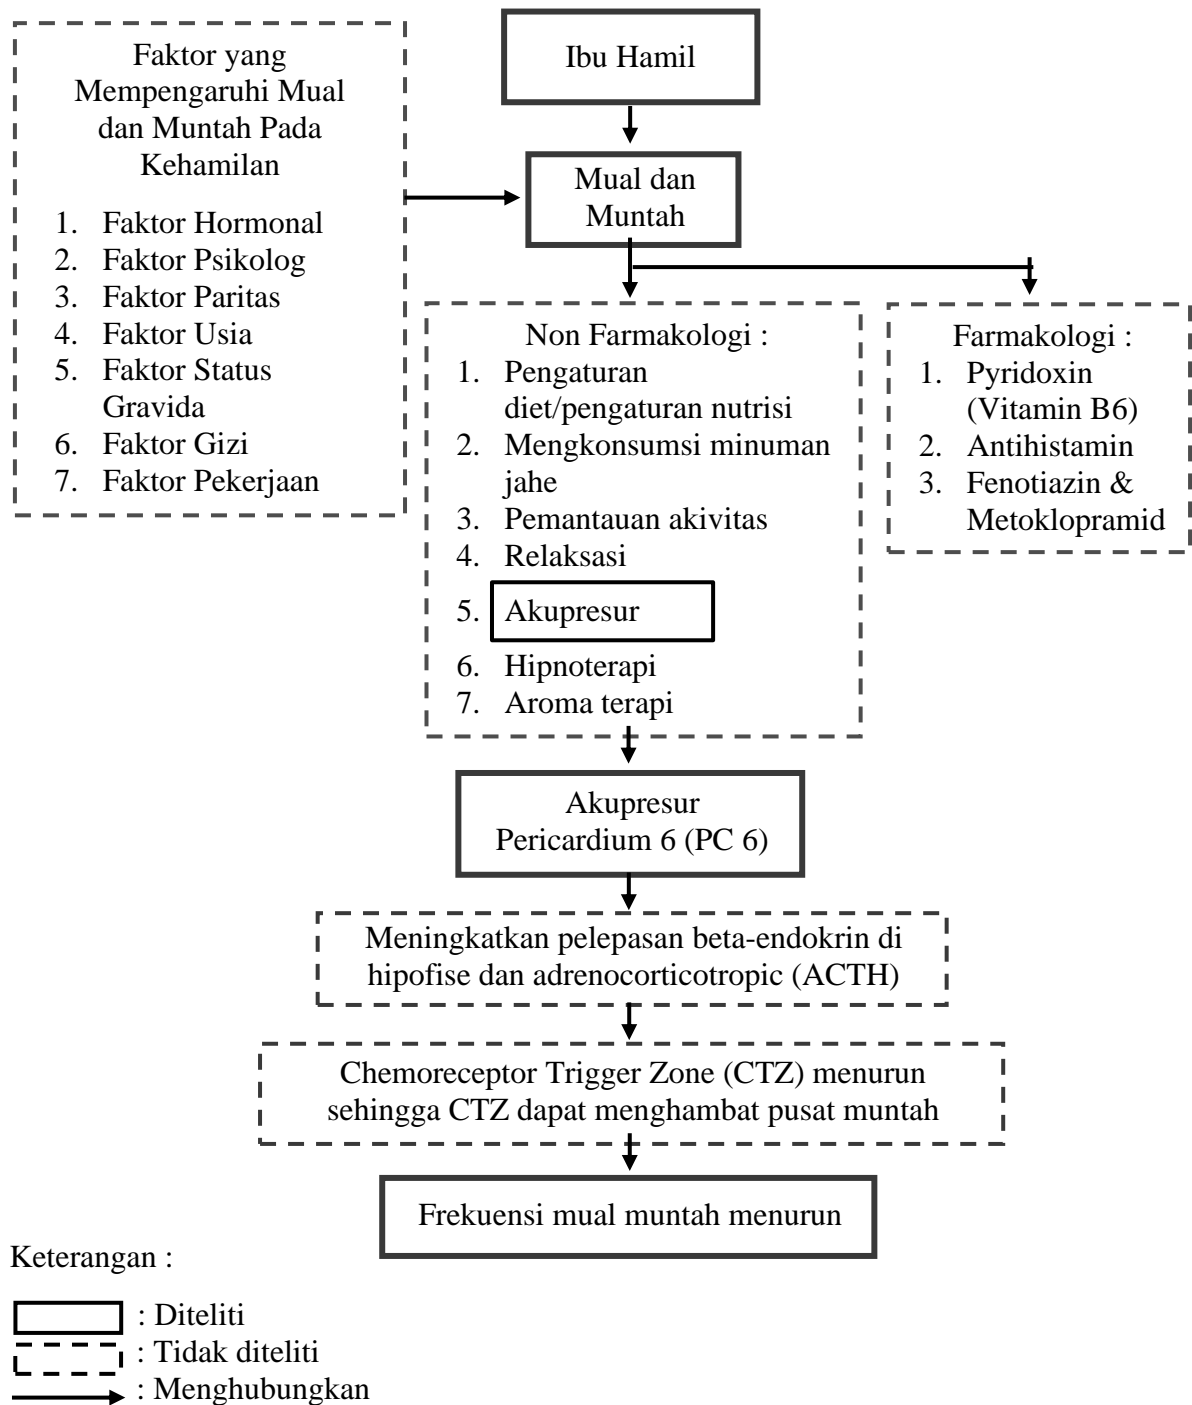 Faktor yang
Mempengaruhi Mual
dan Muntah Pada
Kehamilan
1. Faktor Hormonal
2. Faktor Psikolog
3. Faktor Paritas
4. Faktor Usia
5. Faktor Status
Gravida
6. Faktor Gizi
7. Faktor Pekerjaan
Ibu Hamil
Mual dan
Muntah
Non Farmakologi :
1. Pengaturan
diet/pengaturan nutrisi
2. Mengkonsumsi minuman
jahe
3. Pemantauan akivitas
4. Relaksasi
5. Akupresur
6. Hipnoterapi
7. Aroma terapi
Farmakologi :
1. Pyridoxin
(Vitamin B6)
2. Antihistamin
3. Fenotiazin &
Metoklopramid
Akupresur
Pericardium 6 (PC 6)
Meningkatkan pelepasan beta-endokrin di
hipofise dan adrenocorticotropic (ACTH)
Chemoreceptor Trigger Zone (CTZ) menurun
sehingga CTZ dapat menghambat pusat muntah
Frekuensi mual muntah menurun
Keterangan :
: Diteliti
: Tidak diteliti
: Menghubungkan